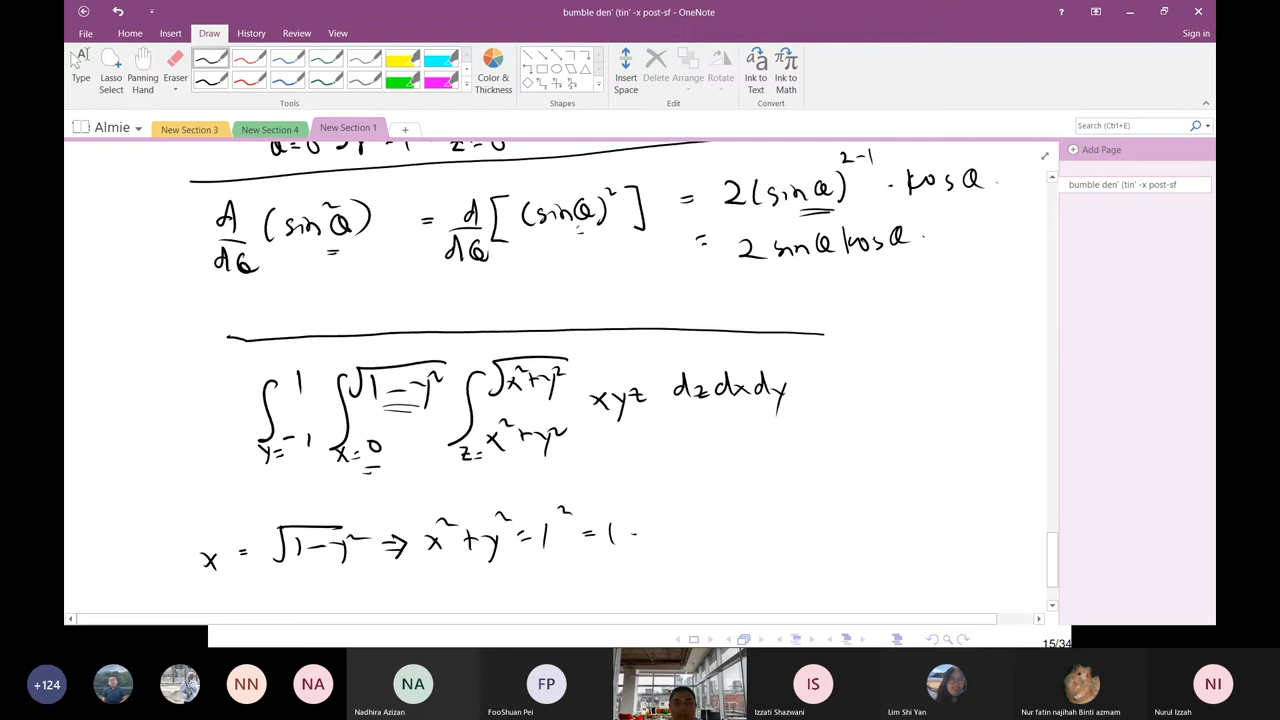 bumble den' (tin' -x post-sf - OneNote
File Home Insert Draw History Review View
Sign in
Type
Lasso Select
Panning Hand
Eraser
Color & Thickness
Insert Space
Delete
Arrange
Rotate
Ink to Text
Ink to Math
Tools
Shapes
Edit
Convert
Almie
New Section 3
New Section 4
New Section 1
Search (Ctrl+E)
Add Page
bumble den' (tin' -x post-sf
d/dθ (sin²θ) = d/dθ [(sinθ)²] = 2(sinθ)^(2-1) . kosθ
= 2 sinθ kosθ.
∫_{y=-1}^{1} ∫_{x=0}^{√(1-y²)} ∫_{z=x²+y²}^{√(x²+y²)} xyz dz dx dy
x = √(1-y²) ⇒ x² + y² = 1² = 1.
15/34
+124
NN
NA
NA
Nadhira Azizan
FP
FooShuan Pei
IS
Izzati Shazwani
Lim Shi Yan
Nur fatin najihah Binti azmam
NI
Nurul Izzah